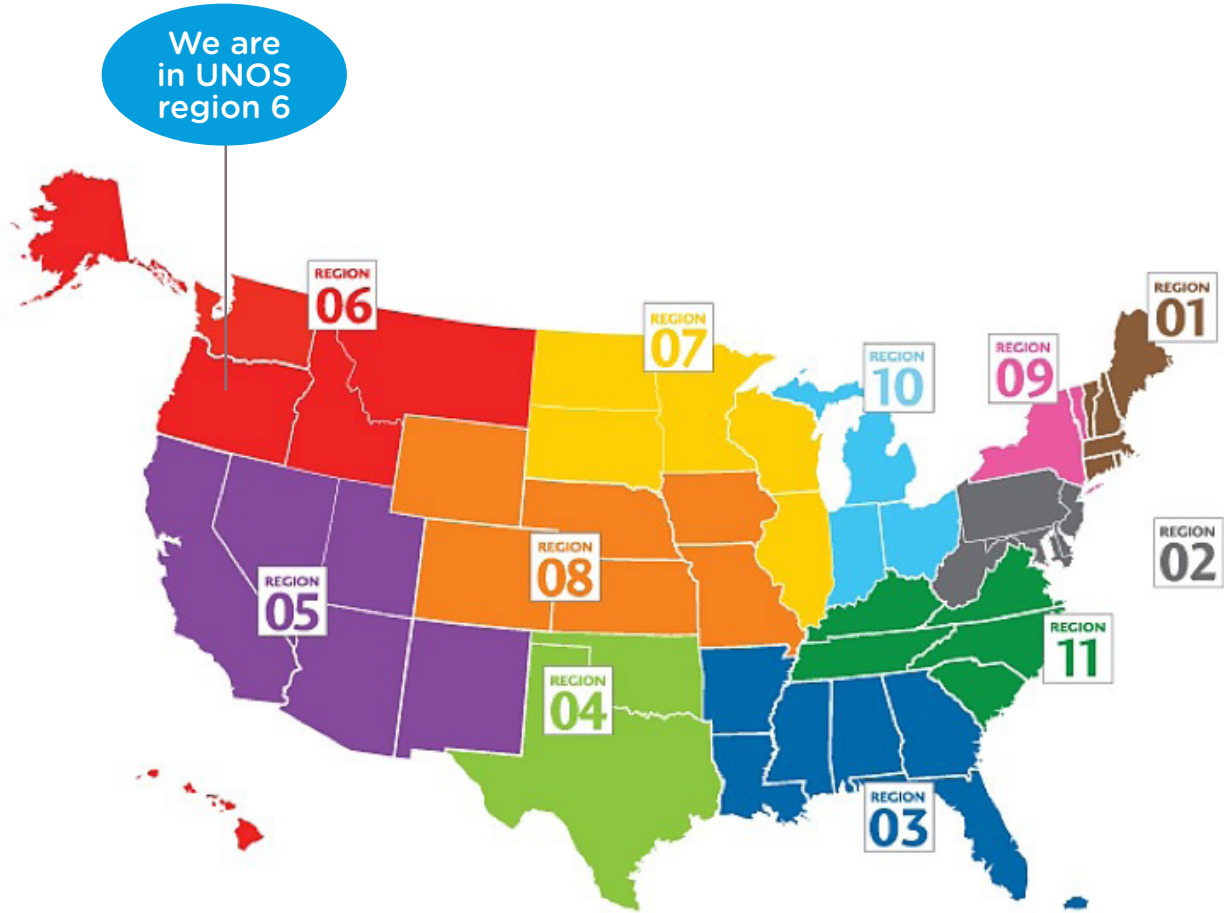 We are
in UNOS
region 6
REGION
06
REGION
07
REGION
10
REGION
09
REGION
01
REGION
02
REGION
05
REGION
08
REGION
11
REGION
04
REGION
03